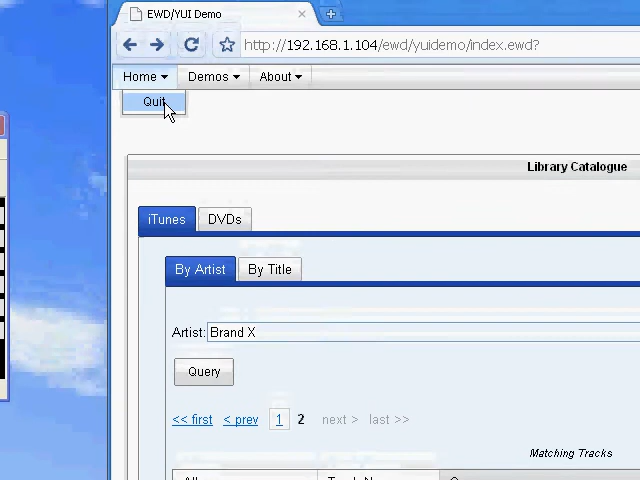 EWD/YUI Demo
http://192.168.1.104/ewd/yuidemo/index.ewd?
Home Demos About
Quit
Library Catalogue
iTunes DVDs
By Artist By Title
Artist: Brand X
Query
<< first < prev 1 2 next > last >>
Matching Tracks